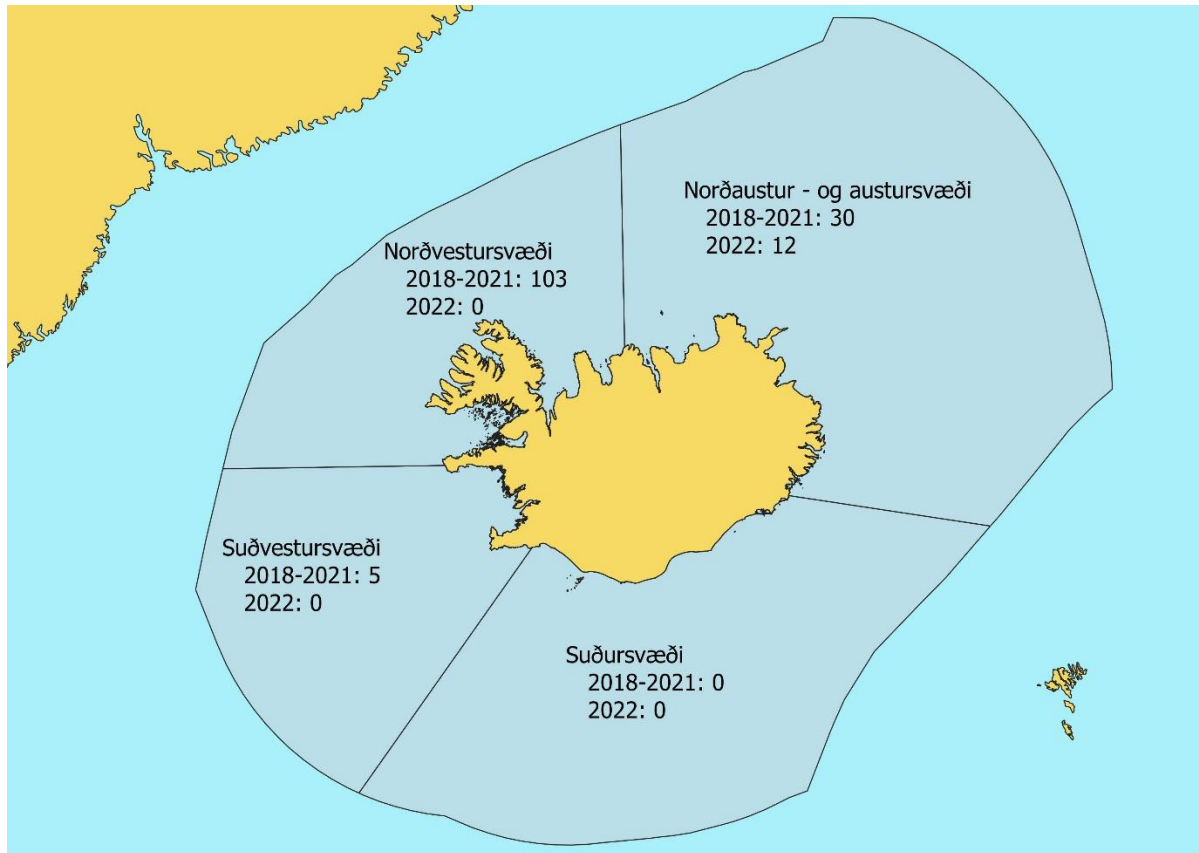 Norðaustur - og austursvæði
2018-2021: 30
2022: 12
Norðvestursvæði
2018-2021: 103
2022: 0
Suðvestursvæði
2018-2021: 5
2022: 0
Suðursvæði
2018-2021: 0
2022: 0